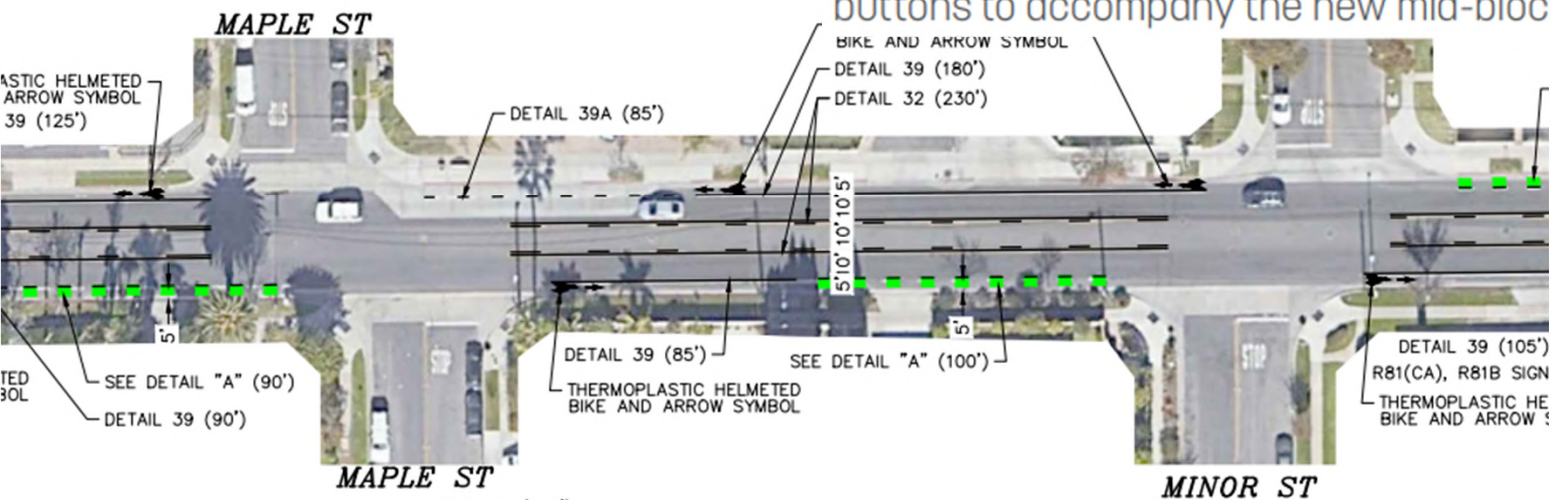 buttons to accompany the new mid-bloc
MAPLE ST
BIKE AND ARROW SYMBOL
DETAIL 39 (180')
DETAIL 32 (230')
ASTIC HELMETED
ARROW SYMBOL
39 (125')
DETAIL 39A (85')
STOP
STOP
5'10'10'10'5'
5'
5'
STOP
STOP
DETAIL 39 (85')
SEE DETAIL "A" (100')
THERMOPLASTIC HELMETED
BIKE AND ARROW SYMBOL
SEE DETAIL "A" (90')
DETAIL 39 (90')
TED
BOL
DETAIL 39 (105')
R81(CA), R81B SIGN
THERMOPLASTIC HE
BIKE AND ARROW S
MAPLE ST
MINOR ST